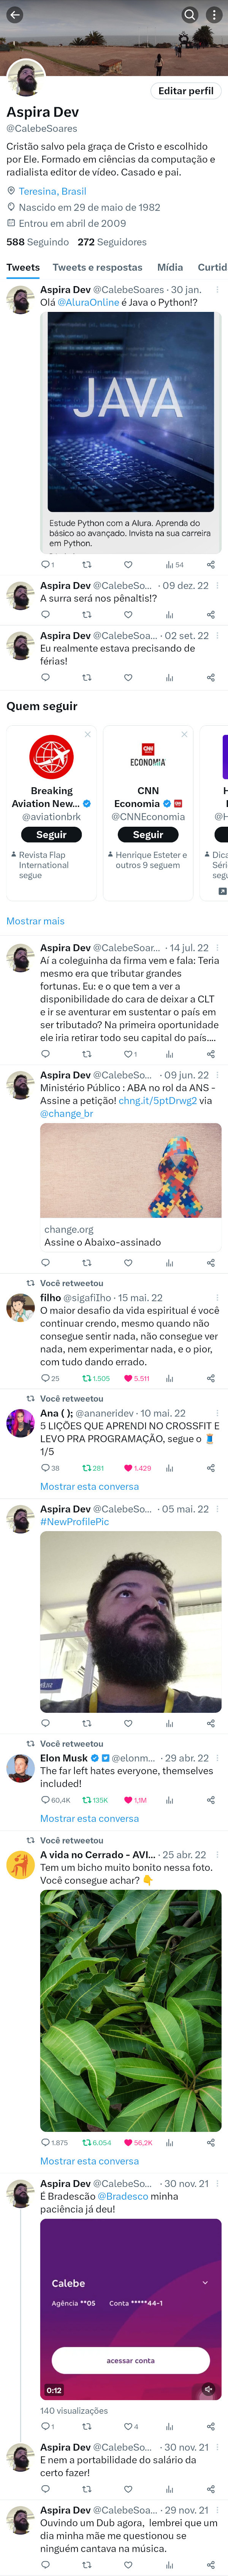 Editar perfil
Aspira Dev
@CalebeSoares
Cristão salvo pela graça de Cristo e escolhido
por Ele. Formado em ciências da computação e
radialista editor de vídeo. Casado e pai.
Teresina, Brasil
Nascido em 29 de maio de 1982
Entrou em abril de 2009
588 Seguindo 272 Seguidores
Tweets Tweets e respostas Mídia Curtid
Aspira Dev @CalebeSoares · 30 jan.
Olá @AluraOnline é Java o Python!?
JAVA
Estude Python com a Alura. Aprenda do
básico ao avançado. Invista na sua carreira
em Python.
1 54
Aspira Dev @CalebeSo... · 09 dez. 22
A surra será nos pênaltis!?
Aspira Dev @CalebeSoa... · 02 set. 22
Eu realmente estava precisando de
férias!
Quem seguir
Breaking
Aviation New...
@aviationbrk
Seguir
Revista Flap
International
segue
CNN
ECONOMIA
CNN
Economia
@CNNEconomia
Seguir
Henrique Esteter e
outros 9 seguem
H
@H
Dica
Séri
segu
Mostrar mais
Aspira Dev @CalebeSoar... · 14 jul. 22
Aí a coleguinha da firma vem e fala: Teria
mesmo era que tributar grandes
fortunas. Eu: e o que tem a ver a
disponibilidade do cara de deixar a CLT
e ir se aventurar em sustentar o país em
ser tributado? Na primeira oportunidade
ele iria retirar todo seu capital do país....
1
Aspira Dev @CalebeSo... · 09 jun. 22
Ministério Público : ABA no rol da ANS -
Assine a petição! chng.it/5ptDrwg2 via
@change_br
change.org
Assine o Abaixo-assinado
Você retweetou
filho @sigafiIho · 15 mai. 22
O maior desafio da vida espiritual é você
continuar crendo, mesmo quando não
consegue sentir nada, não consegue ver
nada, nem experimentar nada, e o pior,
com tudo dando errado.
25 1.505 5.511
Você retweetou
Ana { }; @ananeridev · 10 mai. 22
5 LIÇÕES QUE APRENDI NO CROSSFIT E
LEVO PRA PROGRAMAÇÃO, segue o
1/5
38 281 1.429
Mostrar esta conversa
Aspira Dev @CalebeSo... · 05 mai. 22
#NewProfilePic
Você retweetou
Elon Musk @elonm... · 29 abr. 22
The far left hates everyone, themselves
included!
60,4K 135K 1,1M
Mostrar esta conversa
Você retweetou
A vida no Cerrado - AVI... · 25 abr. 22
Tem um bicho muito bonito nessa foto.
Você consegue achar?
1.875 6.054 56,2K
Mostrar esta conversa
Aspira Dev @CalebeSo... · 30 nov. 21
É Bradescão @Bradesco minha
paciência já deu!
Calebe
Agência **05 Conta *****44-1
acessar conta
0:12
140 visualizações
1 4
Aspira Dev @CalebeSo... · 30 nov. 21
E nem a portabilidade do salário da
certo fazer!
Aspira Dev @CalebeSoa... · 29 nov. 21
Ouvindo um Dub agora, lembrei que um
dia minha mãe me questionou se
ninguém cantava na música.